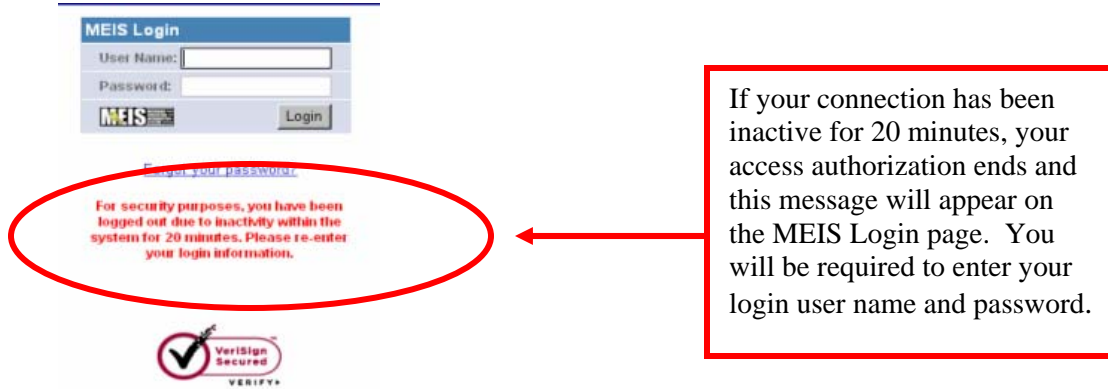 MEIS Login
User Name:
Password:
MEIS
Login
Forgot your password?
For security purposes, you have been
logged out due to inactivity within the
system for 20 minutes. Please re-enter
your login information.
VeriSign
Secured
VERIFY
If your connection has been
inactive for 20 minutes, your
access authorization ends and
this message will appear on
the MEIS Login page.  You
will be required to enter your
login user name and password.